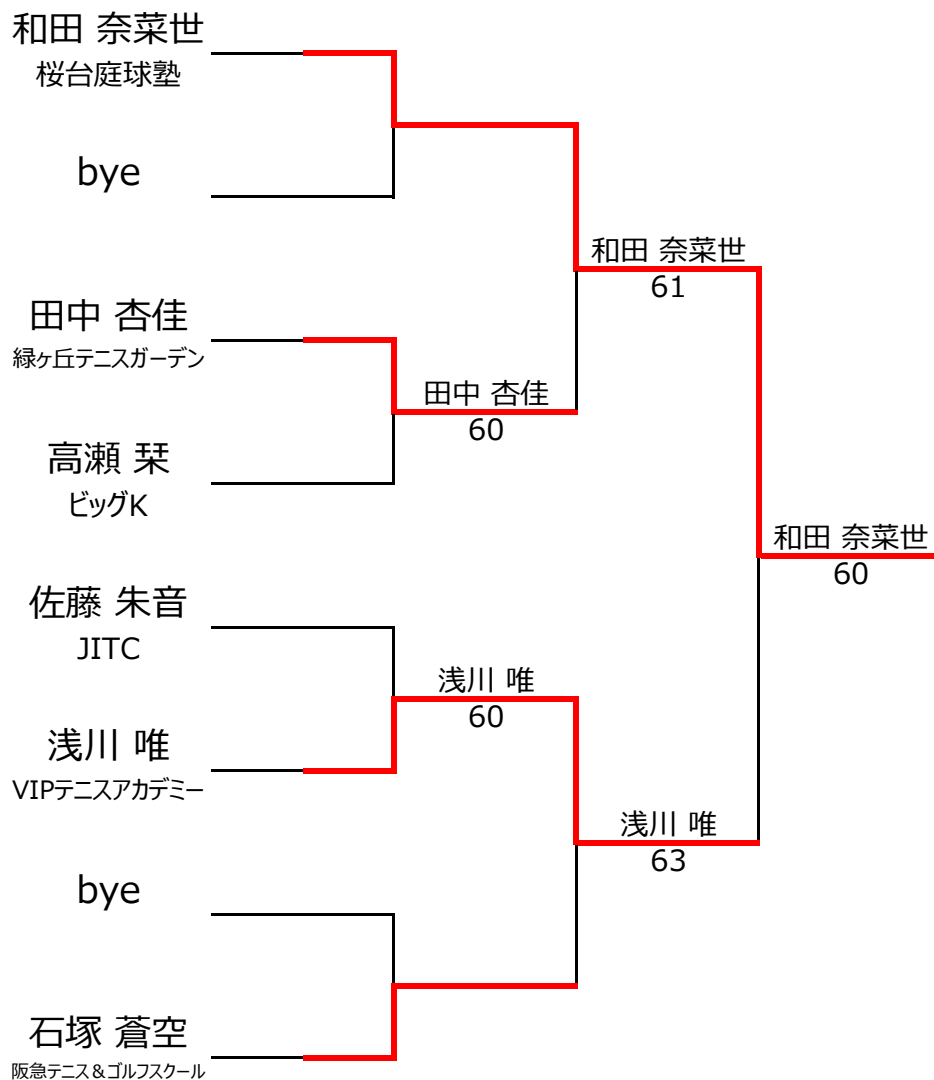 和田 奈菜世
桜台庭球塾
bye
和田 奈菜世
61
田中 杏佳
緑ヶ丘テニスガーデン
田中 杏佳
60
高瀬 栞
ビッグK
和田 奈菜世
60
佐藤 朱音
JITC
浅川 唯
60
浅川 唯
VIPテニスアカデミー
浅川 唯
63
bye
石塚 蒼空
阪急テニス＆ゴルフスクール